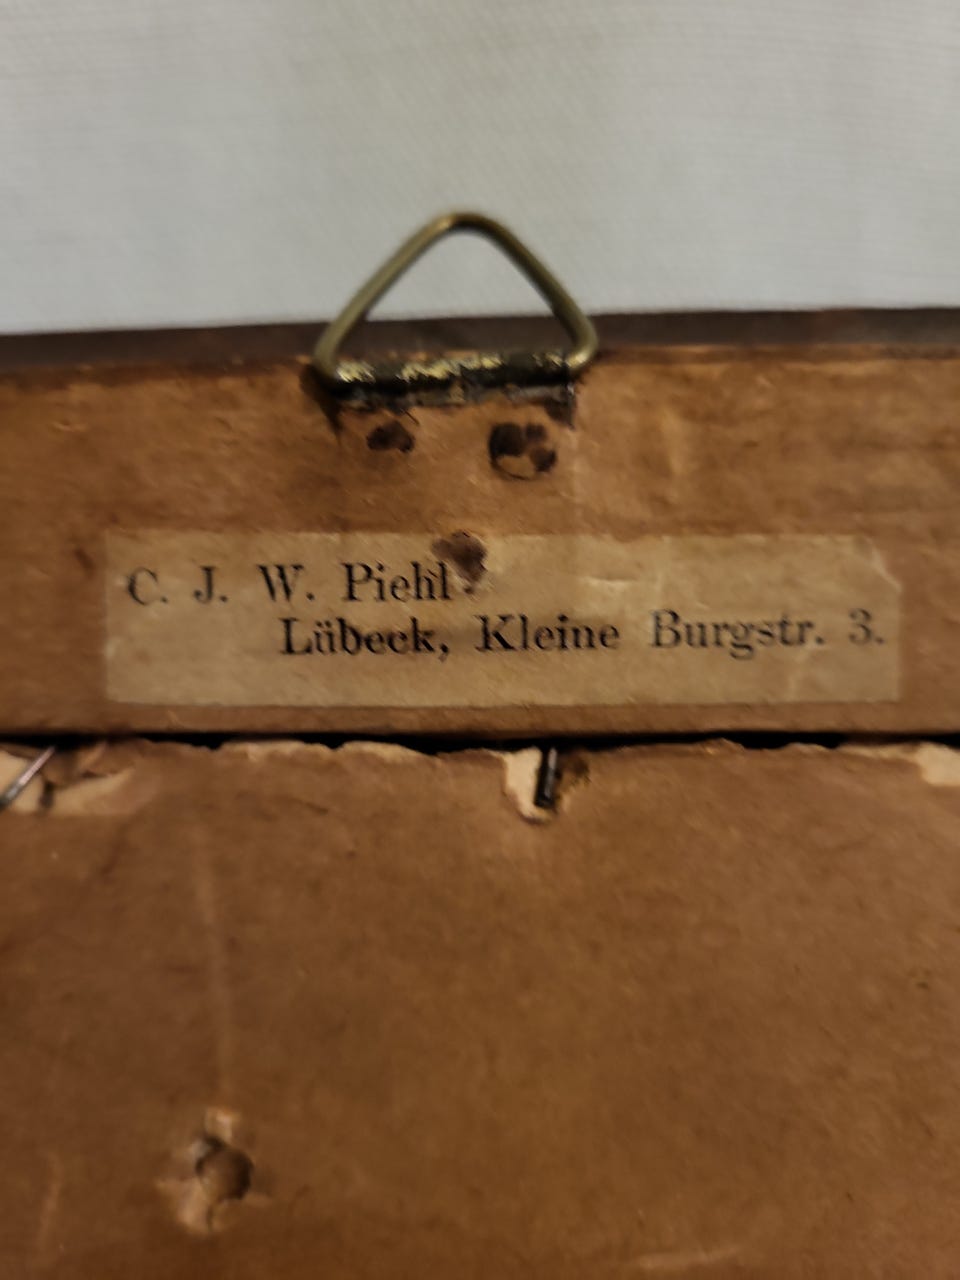 C. J. W. Piehl
Lübeck, Kleine Burgstr. 3.